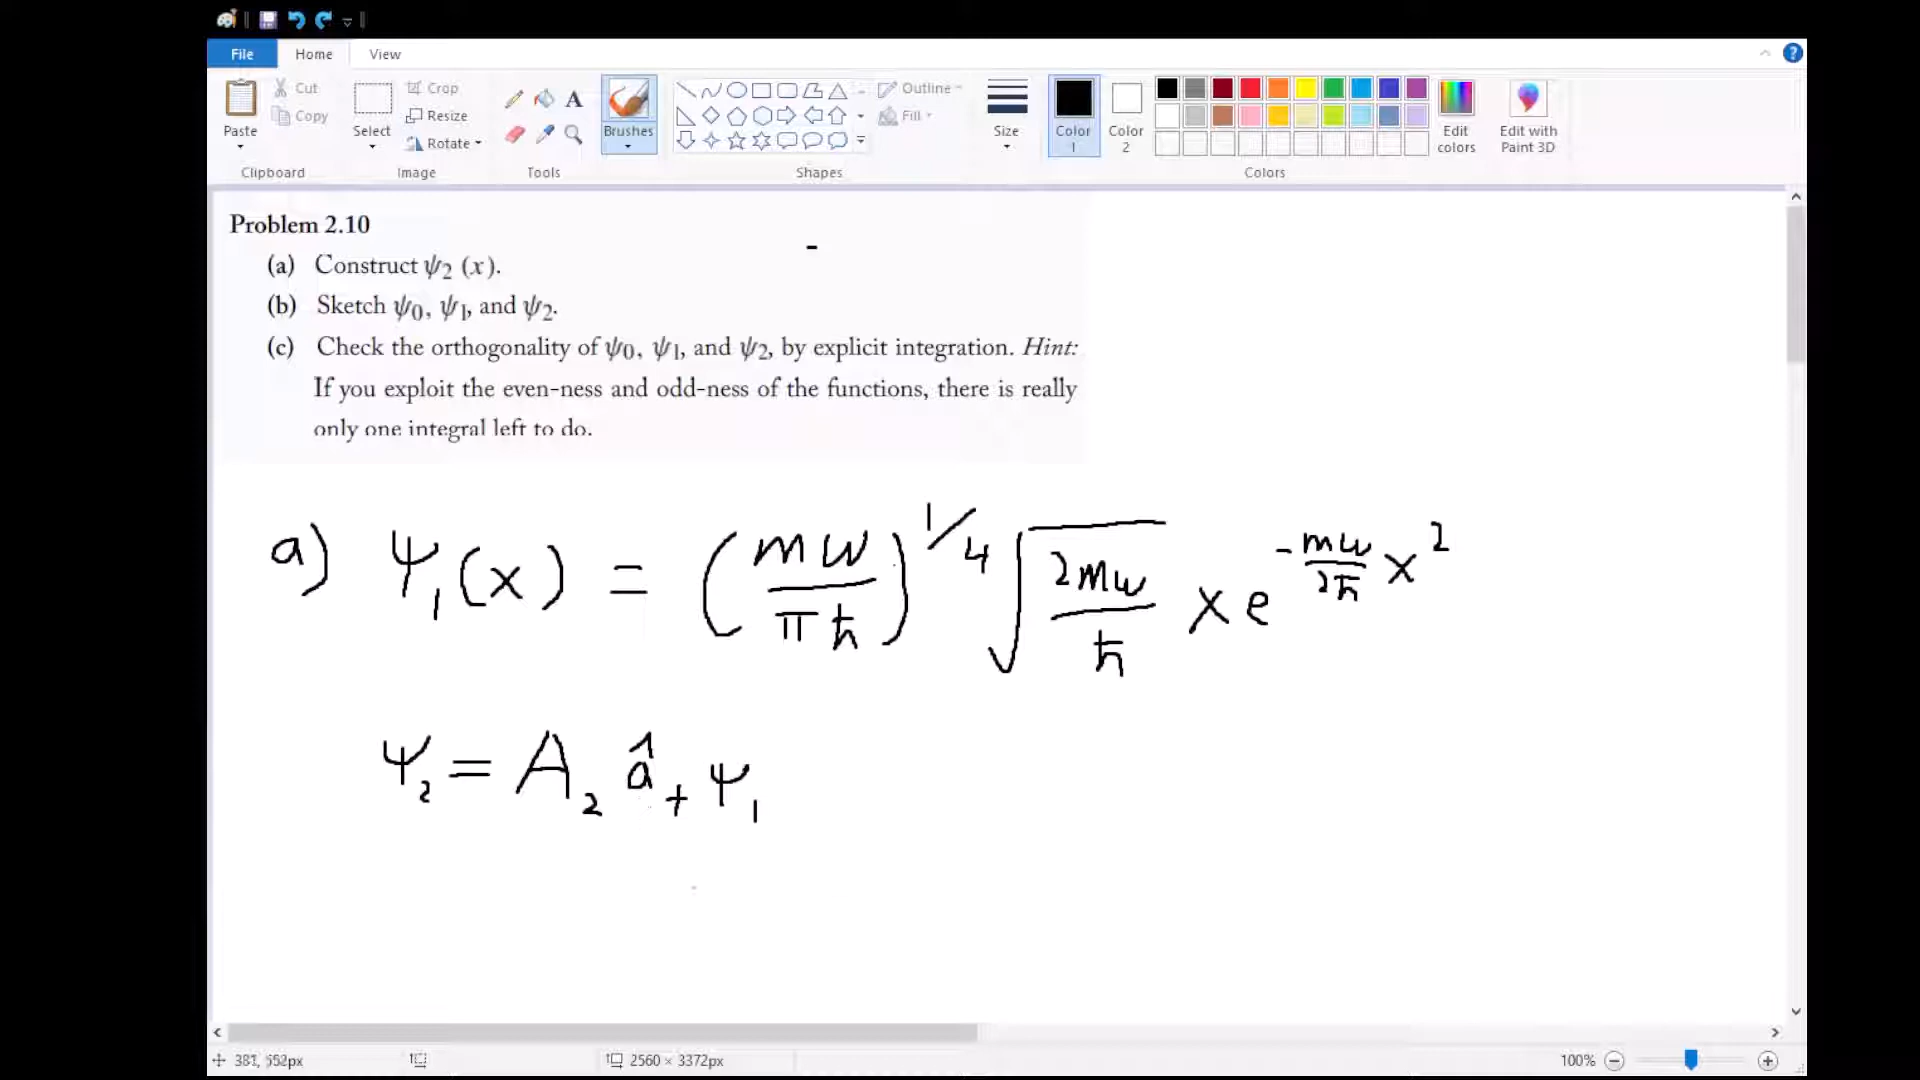 File Home View
Paste Cut Copy Clipboard
Select Crop Resize Rotate Image
A Tools
Brushes
Outline Fill Shapes
Size
Color 1 Color 2 Edit colors Edit with Paint 3D Colors
Problem 2.10
(a) Construct ψ₂ (x).
(b) Sketch ψ₀, ψ₁, and ψ₂.
(c) Check the orthogonality of ψ₀, ψ₁, and ψ₂, by explicit integration. Hint:
If you exploit the even-ness and odd-ness of the functions, there is really
only one integral left to do.
a) Ψ₁(x) = (mω/πħ)^1/4 √(2mω/ħ) x e^(-mω/2ħ x²)
Ψ₂ = A₂ â₊ Ψ₁
381, 552px 2560 × 3372px 100%